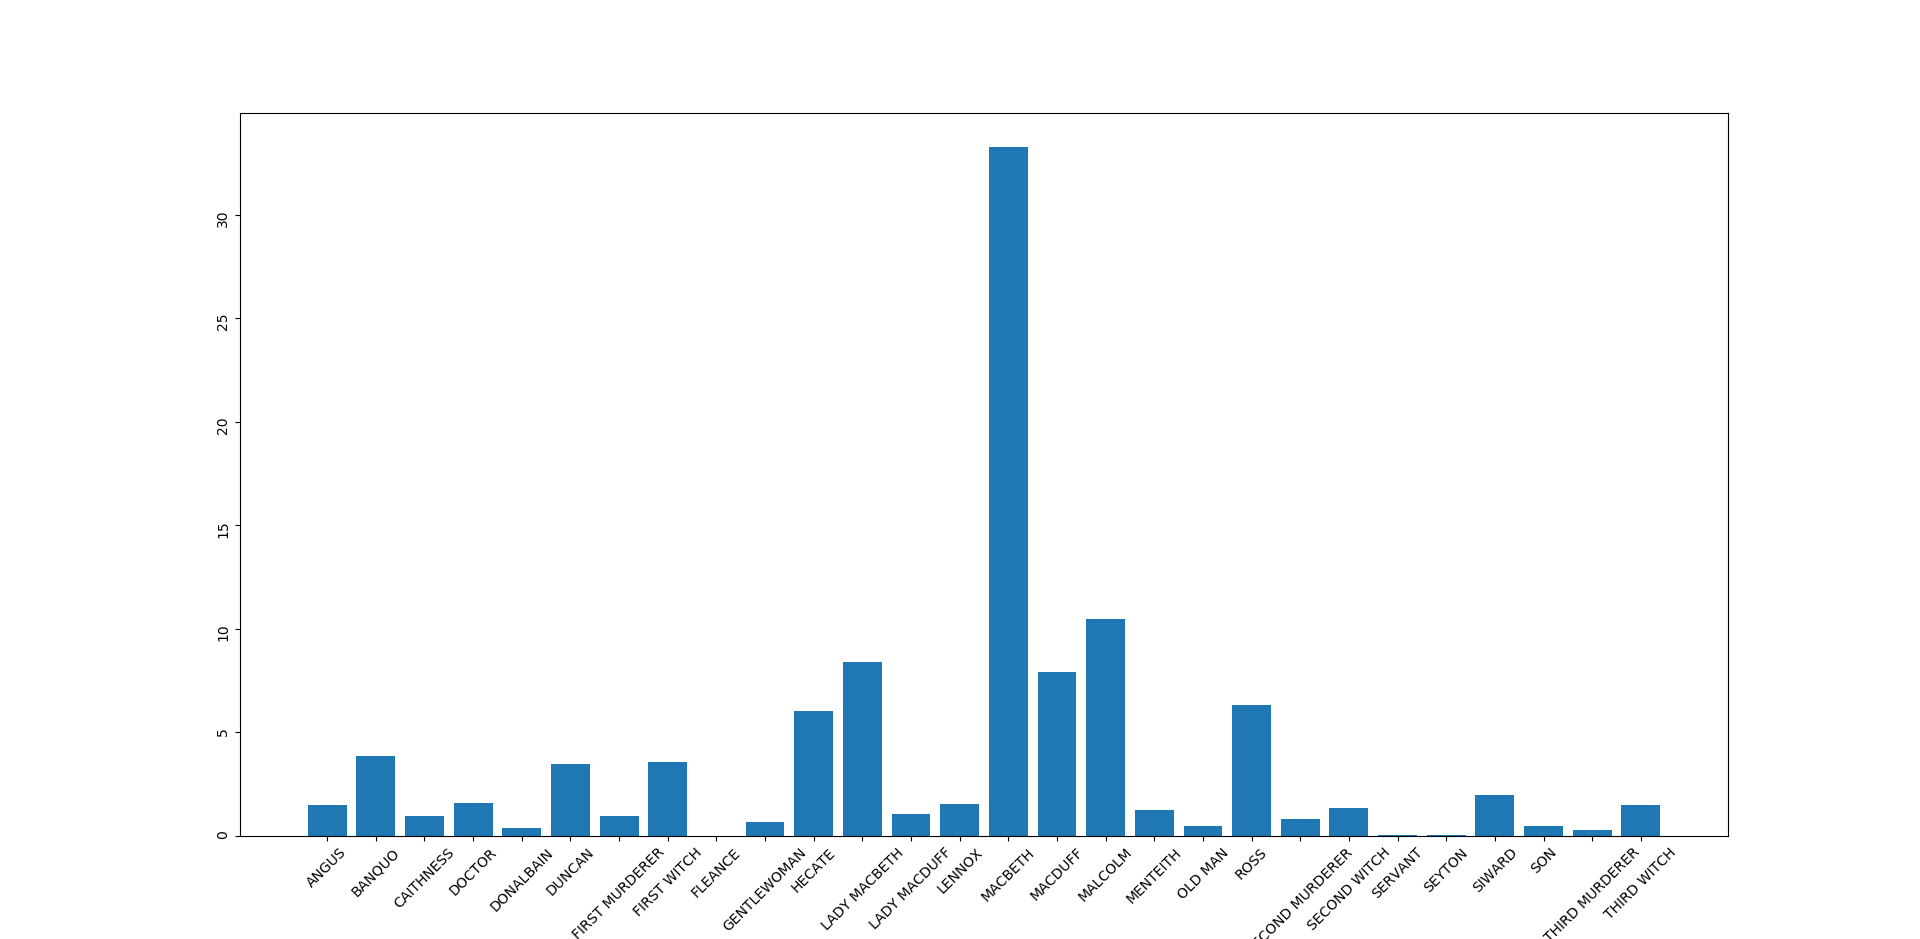 30
25
20
15
10
5
0
ANGUS
BANQUO
CAITHNESS
DOCTOR
DONALBAIN
DUNCAN
FIRST MURDERER
FIRST WITCH
FLEANCE
GENTLEWOMAN
HECATE
LADY MACBETH
LADY MACDUFF
LENNOX
MACBETH
MACDUFF
MALCOLM
MENTEITH
OLD MAN
ROSS
ECOND MURDERER
SECOND WITCH
SERVANT
SEYTON
SIWARD
SON
THIRD MURDERER
THIRD WITCH